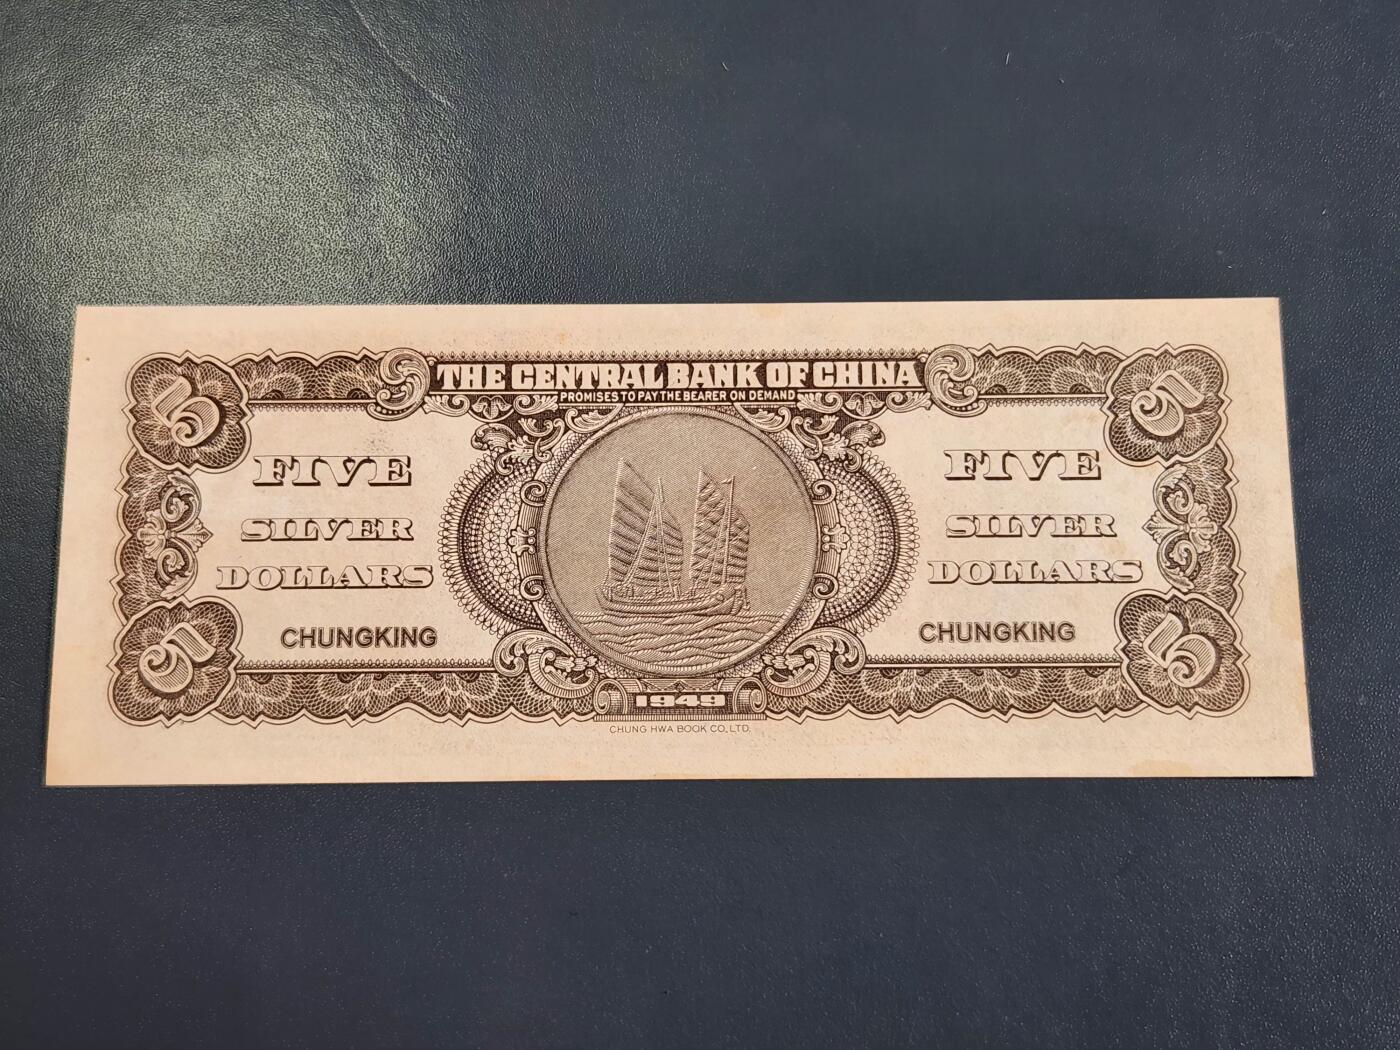 THE CENTRAL BANK OF CHINA
PROMISES TO PAY THE BEARER ON DEMAND
5
5
FIVE
SILVER
DOLLARS
CHUNGKING
FIVE
SILVER
DOLLARS
CHUNGKING
5
5
1949
CHUNG HWA BOOK CO., LTD.